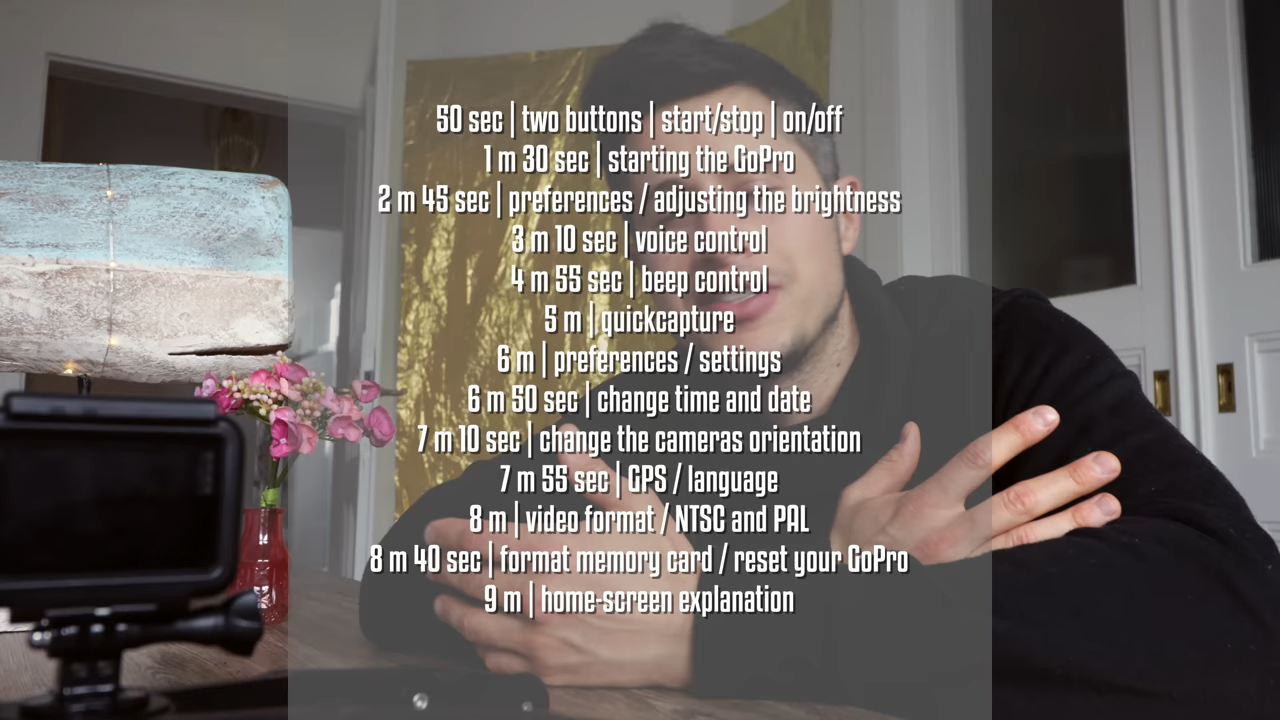 50 sec | two buttons | start/stop | on/off
1 m 30 sec | starting the GoPro
2 m 45 sec | preferences / adjusting the brightness
3 m 10 sec | voice control
4 m 55 sec | beep control
5 m | quickcapture
6 m | preferences / settings
6 m 50 sec | change time and date
7 m 10 sec | change the cameras orientation
7 m 55 sec | GPS / language
8 m | video format / NTSC and PAL
8 m 40 sec | format memory card / reset your GoPro
9 m | home-screen explanation